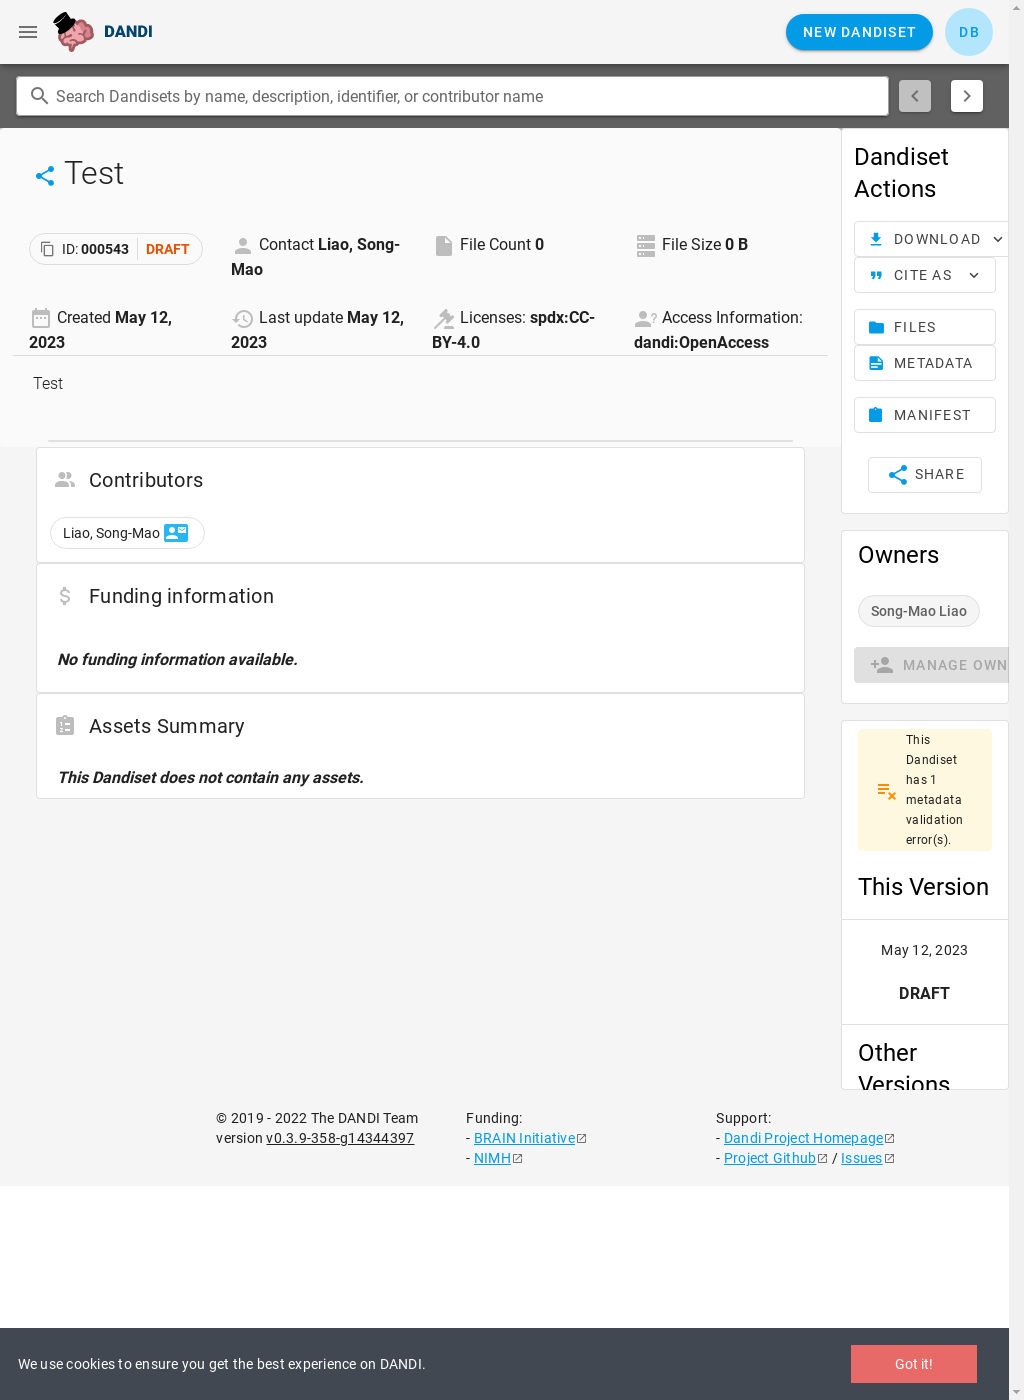 DANDI
NEW DANDISET
DB
Search Dandisets by name, description, identifier, or contributor name
Test
ID: 000543
DRAFT
Contact Liao, Song-
Mao
File Count 0
File Size 0 B
Created May 12,
2023
Last update May 12,
2023
Licenses: spdx:CC-
BY-4.0
Access Information:
dandi:OpenAccess
Test
Contributors
Liao, Song-Mao
Funding information
No funding information available.
Assets Summary
This Dandiset does not contain any assets.
Dandiset
Actions
DOWNLOAD
CITE AS
FILES
METADATA
MANIFEST
SHARE
Owners
Song-Mao Liao
MANAGE OWN
This
Dandiset
has 1
metadata
validation
error(s).
This Version
May 12, 2023
DRAFT
Other
Versions
© 2019 - 2022 The DANDI Team
version v0.3.9-358-g14344397
Funding:
- BRAIN Initiative
- NIMH
Support:
- Dandi Project Homepage
- Project Github / Issues
We use cookies to ensure you get the best experience on DANDI.
Got it!